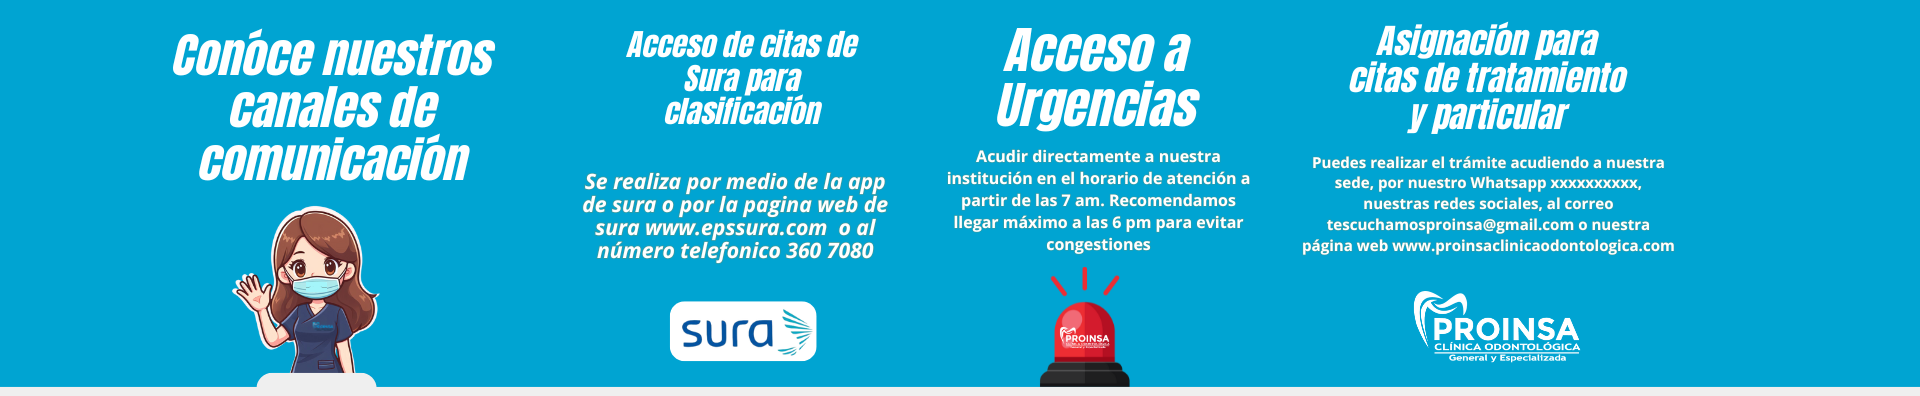 Conóce nuestros
canales de
comunicación
Acceso de citas de
Sura para
clasificación
Se realiza por medio de la app
de sura o por la pagina web de
sura www.epssura.com o al
número telefonico 360 7080
sura
Acceso a
Urgencias
Acudir directamente a nuestra
institución en el horario de atención a
partir de las 7 am. Recomendamos
llegar máximo a las 6 pm para evitar
congestiones
PROINSA
Asignación para
citas de tratamiento
y particular
Puedes realizar el trámite acudiendo a nuestra
sede, por nuestro Whatsapp xxxxxxxxxx,
nuestras redes sociales, al correo
tescuchamosproinsa@gmail.com o nuestra
página web www.proinsaclinicaodontologica.com
PROINSA
CLÍNICA ODONTOLÓGICA
General y Especializada